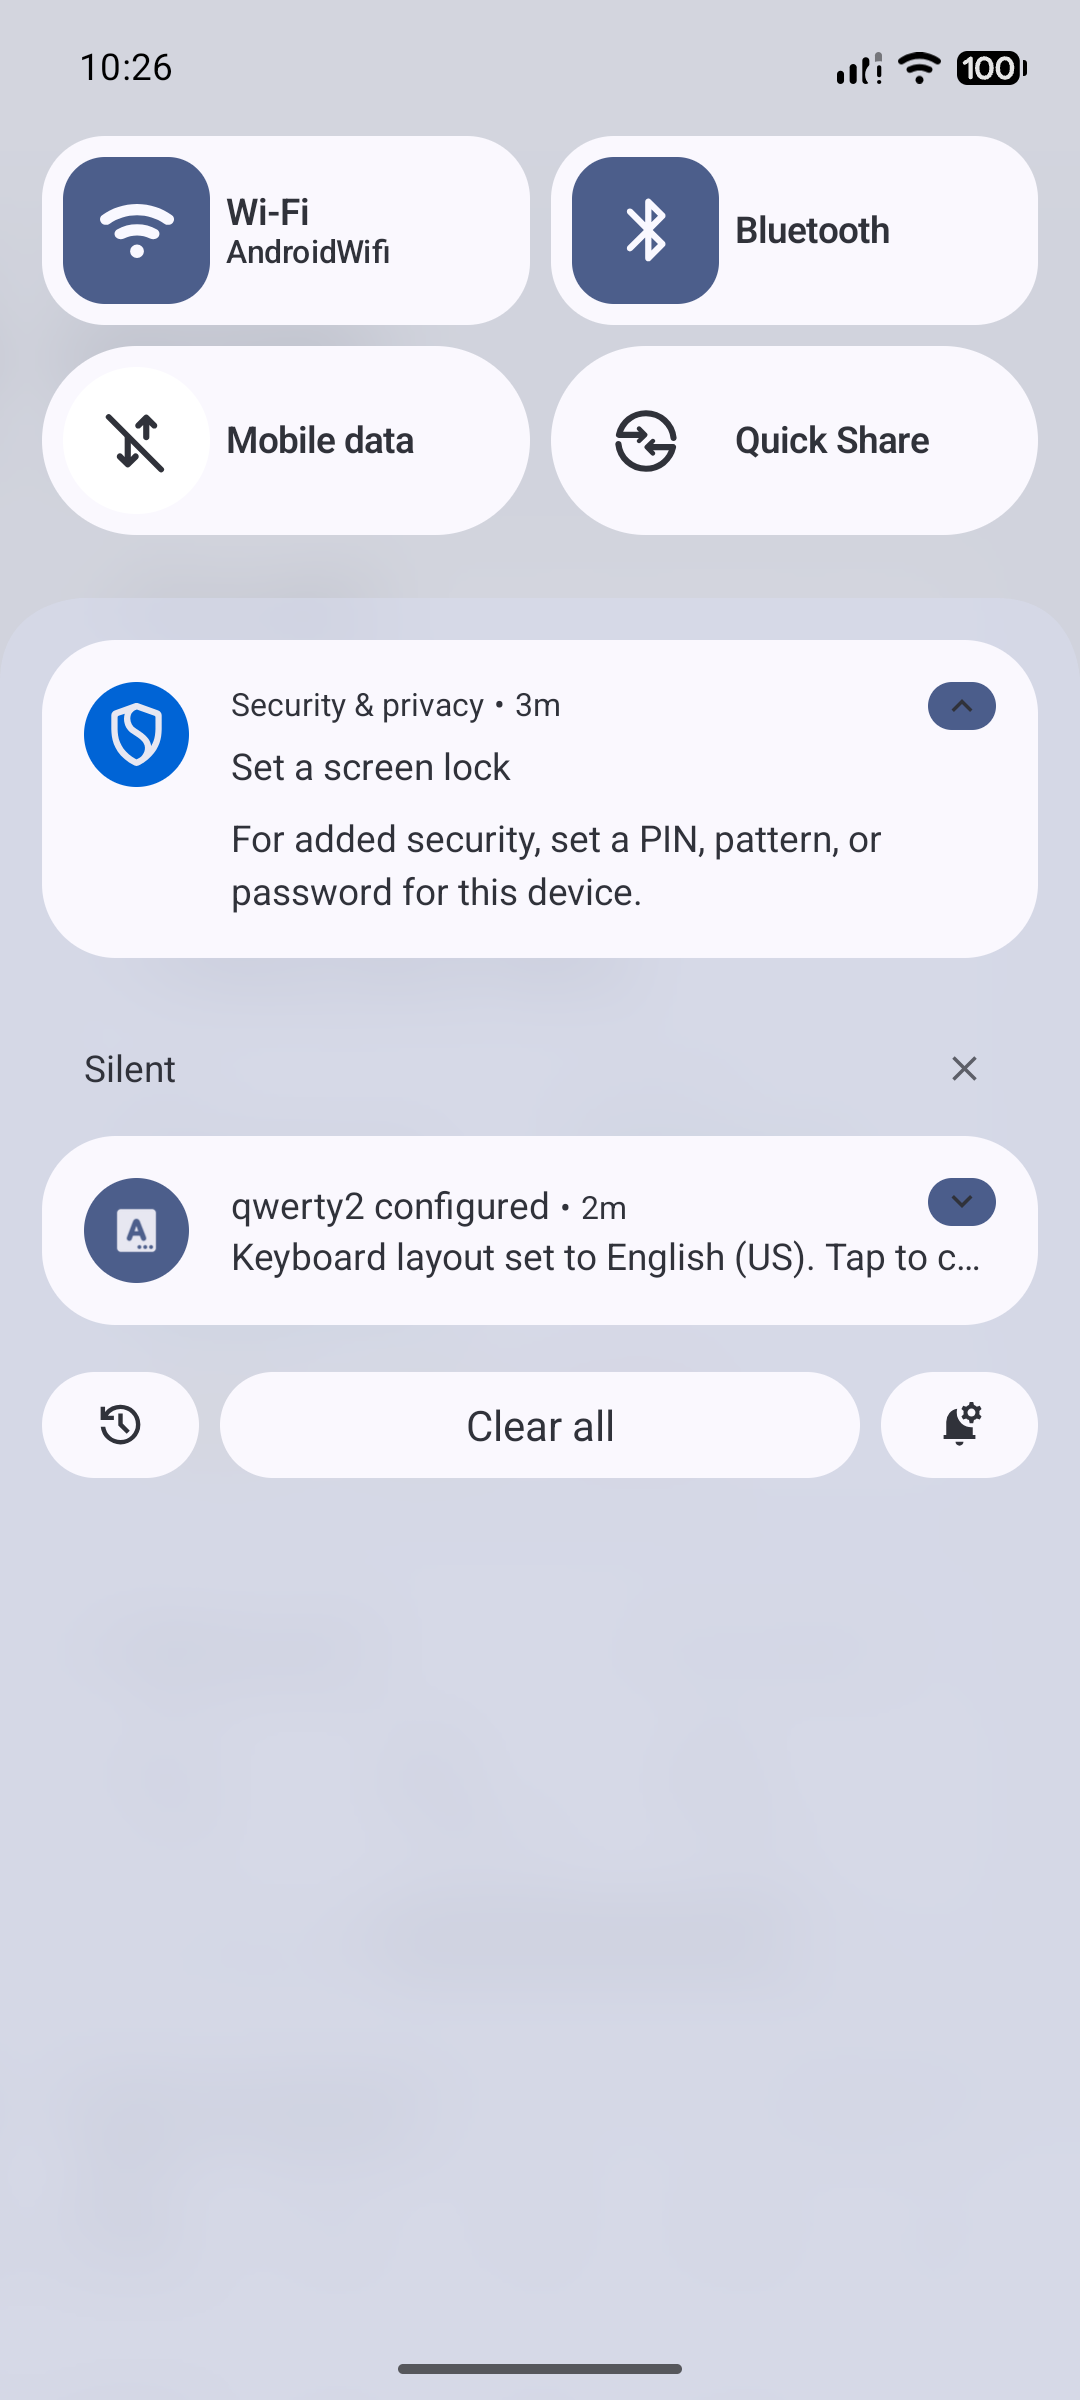 10:26
100
Wi-Fi
AndroidWifi
Bluetooth
Mobile data
Quick Share
Security & privacy • 3m
Set a screen lock
For added security, set a PIN, pattern, or
password for this device.
Silent
A
qwerty2 configured • 2m
Keyboard layout set to English (US). Tap to c...
Clear all